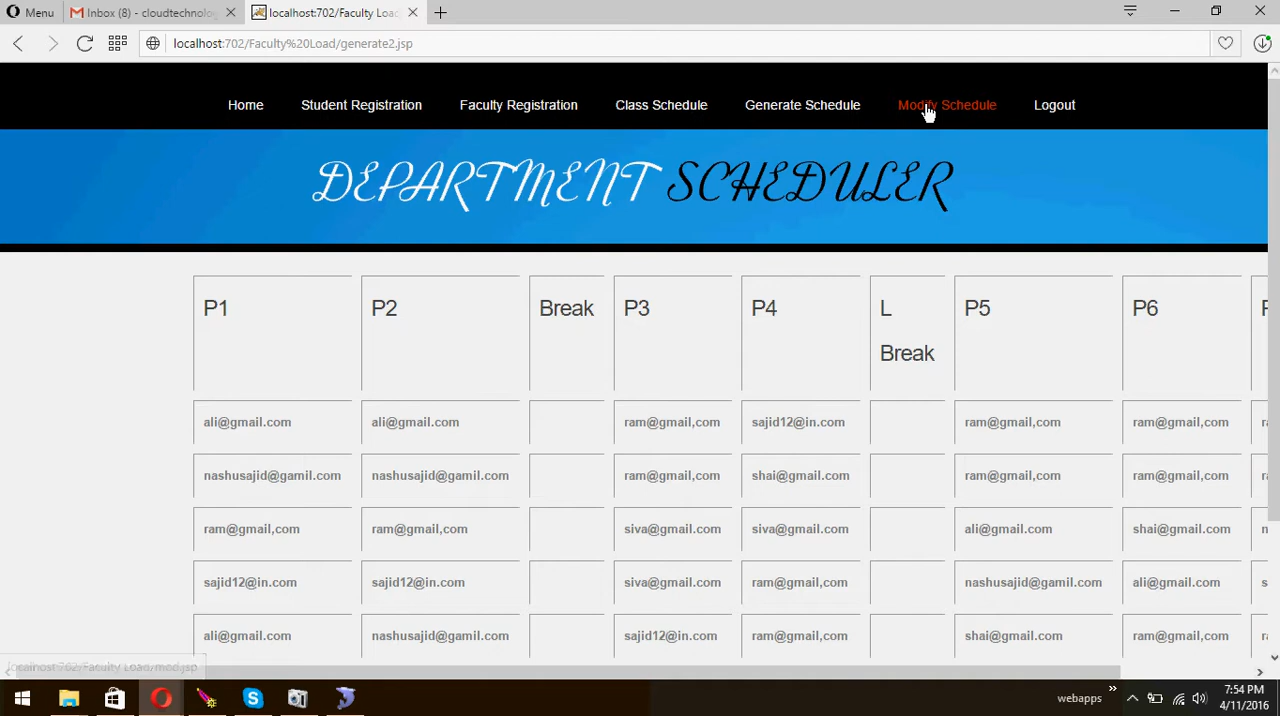 Menu
Inbox (8) - cloudtechnolog
localhost:702/Faculty Loa
localhost:702/Faculty%20Load/generate2.jsp
Home Student Registration Faculty Registration Class Schedule Generate Schedule Modify Schedule Logout
DEPARTMENT SCHEDULER
P1 P2 Break P3 P4 L Break P5 P6
ali@gmail.com ali@gmail.com ram@gmail,com sajid12@in.com ram@gmail,com ram@gmail,com
nashusajid@gamil.com nashusajid@gamil.com ram@gmail,com shai@gmail.com ram@gmail,com ram@gmail,com
ram@gmail,com ram@gmail,com siva@gmail.com siva@gmail.com ali@gmail.com shai@gmail.com
sajid12@in.com sajid12@in.com siva@gmail.com ram@gmail,com nashusajid@gamil.com ali@gmail.com
ali@gmail.com nashusajid@gamil.com sajid12@in.com ram@gmail,com shai@gmail.com ram@gmail,com
localhost:702/Faculty Load/mod.jsp
webapps
7:54 PM
4/11/2016